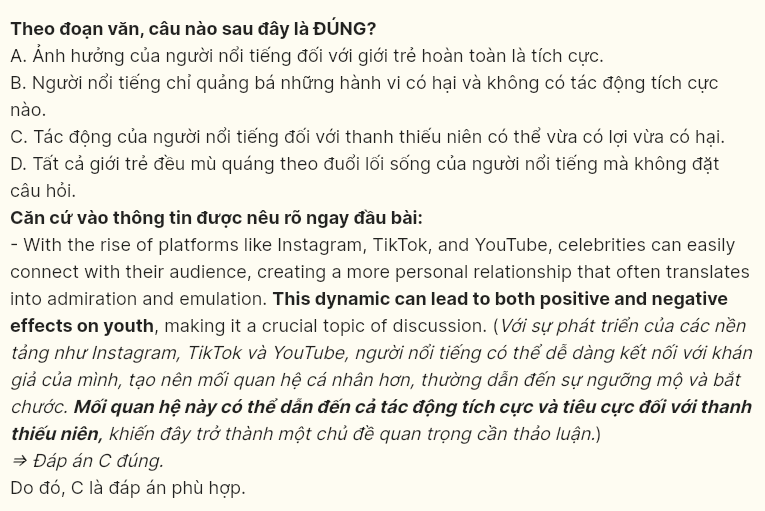 Theo đoạn văn, câu nào sau đây là ĐÚNG?
A. Ảnh hưởng của người nổi tiếng đối với giới trẻ hoàn toàn là tích cực.
B. Người nổi tiếng chỉ quảng bá những hành vi có hại và không có tác động tích cực
nào.
C. Tác động của người nổi tiếng đối với thanh thiếu niên có thể vừa có lợi vừa có hại.
D. Tất cả giới trẻ đều mù quáng theo đuổi lối sống của người nổi tiếng mà không đặt
câu hỏi.
Căn cứ vào thông tin được nêu rõ ngay đầu bài:
- With the rise of platforms like Instagram, TikTok, and YouTube, celebrities can easily
connect with their audience, creating a more personal relationship that often translates
into admiration and emulation. This dynamic can lead to both positive and negative
effects on youth, making it a crucial topic of discussion. (Với sự phát triển của các nền
tảng như Instagram, TikTok và YouTube, người nổi tiếng có thể dễ dàng kết nối với khán
giả của mình, tạo nên mối quan hệ cá nhân hơn, thường dẫn đến sự ngưỡng mộ và bắt
chước. Mối quan hệ này có thể dẫn đến cả tác động tích cực và tiêu cực đối với thanh
thiếu niên, khiến đây trở thành một chủ đề quan trọng cần thảo luận.)
⇒ Đáp án C đúng.
Do đó, C là đáp án phù hợp.